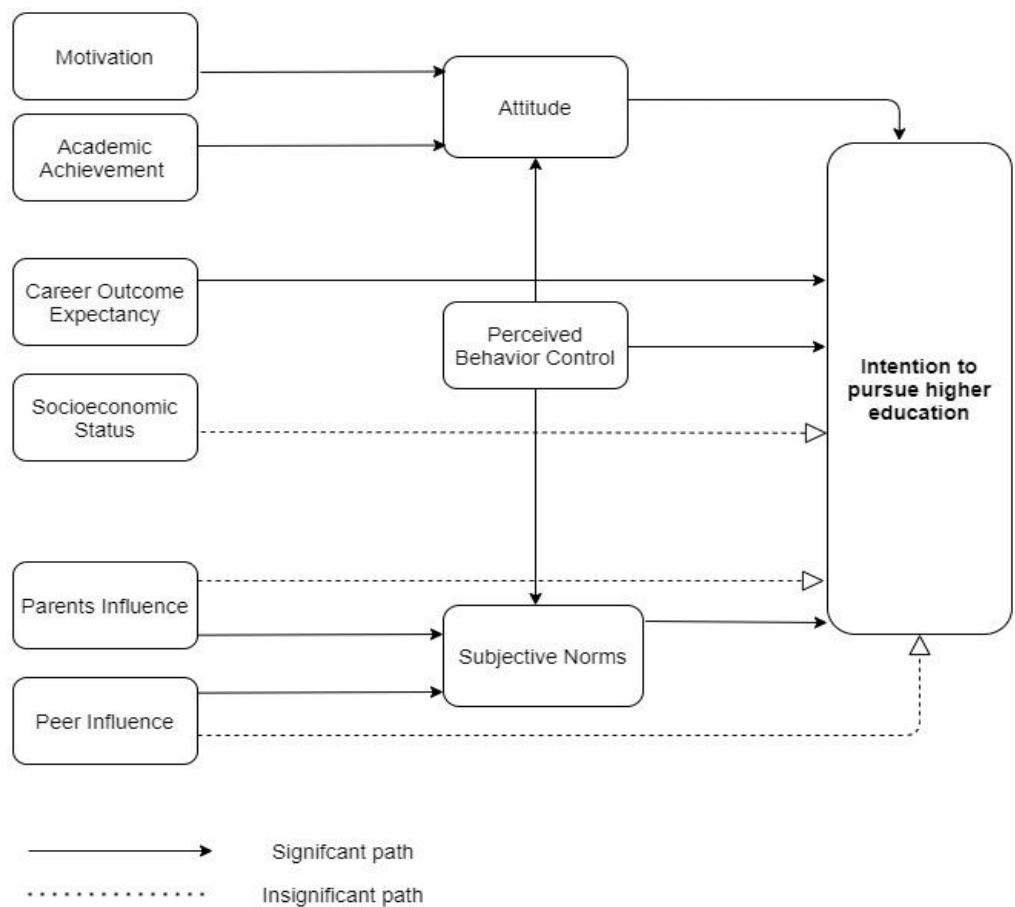 Motivation
Attitude
Academic
Achievement
Career Outcome
Expectancy
Perceived
Behavior Control
Intention to
pursue higher
education
Socioeconomic
Status
Parents Influence
Subjective Norms
Peer Influence
Signifcant path
Insignificant path